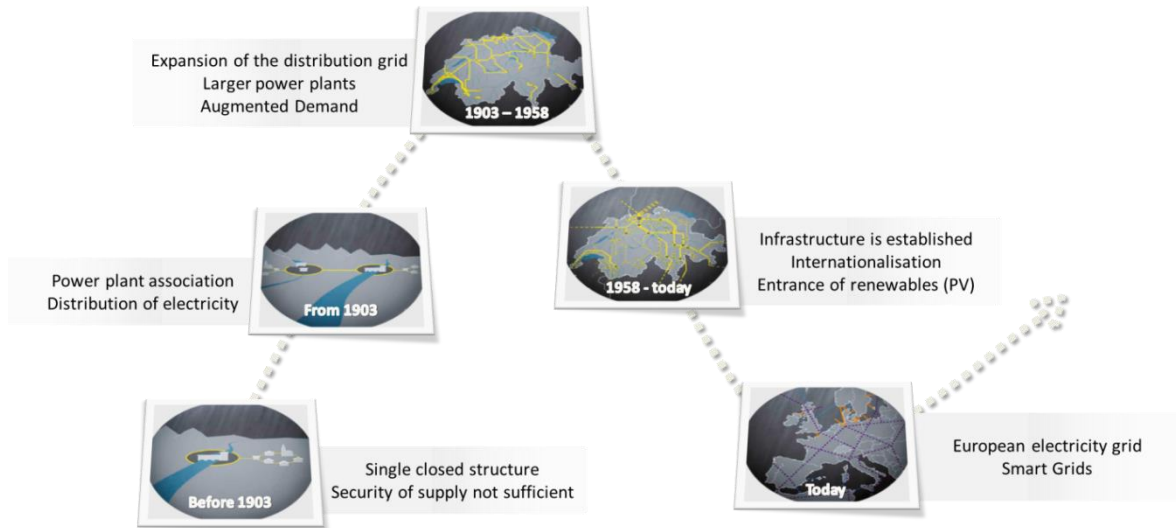 Expansion of the distribution grid
Larger power plants
Augmented Demand
1903 – 1958
Power plant association
Distribution of electricity
From 1903
Infrastructure is established
Internationalisation
Entrance of renewables (PV)
1958 - today
Before 1903
Single closed structure
Security of supply not sufficient
Today
European electricity grid
Smart Grids